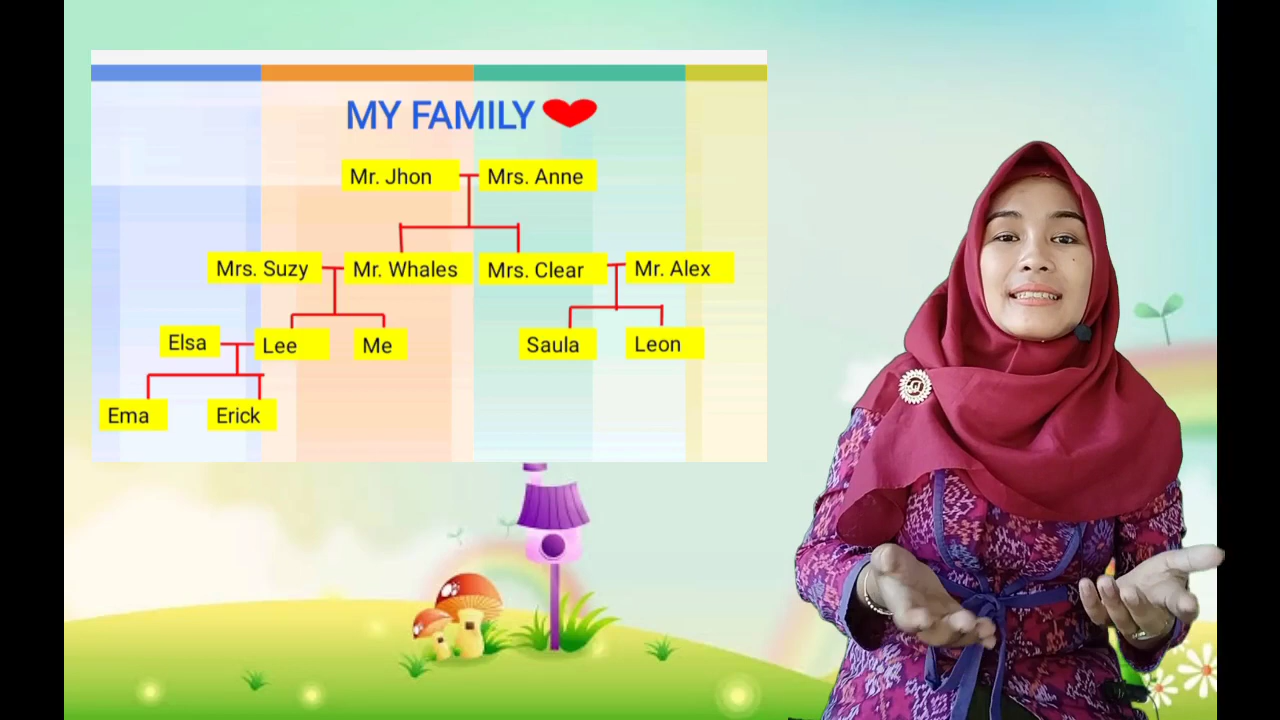 MY FAMILY
Mr. Jhon Mrs. Anne
Mrs. Suzy Mr. Whales Mrs. Clear Mr. Alex
Elsa Lee Me Saula Leon
Ema Erick